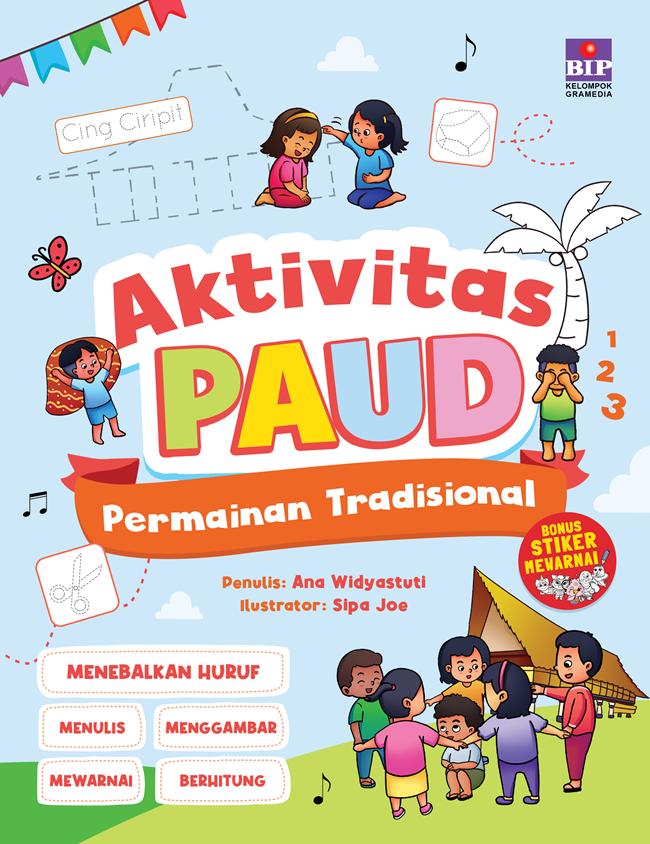 BIP
KELOMPOK
GRAMEDIA
Cing Ciripit
Aktivitas
PAUD
1
2
3
Permainan Tradisional
BONUS
STIKER
MEWARNAI
Penulis: Ana Widyastuti
Ilustrator: Sipa Joe
MENEBALKAN HURUF
MENULIS
MENGGAMBAR
MEWARNAI
BERHITUNG